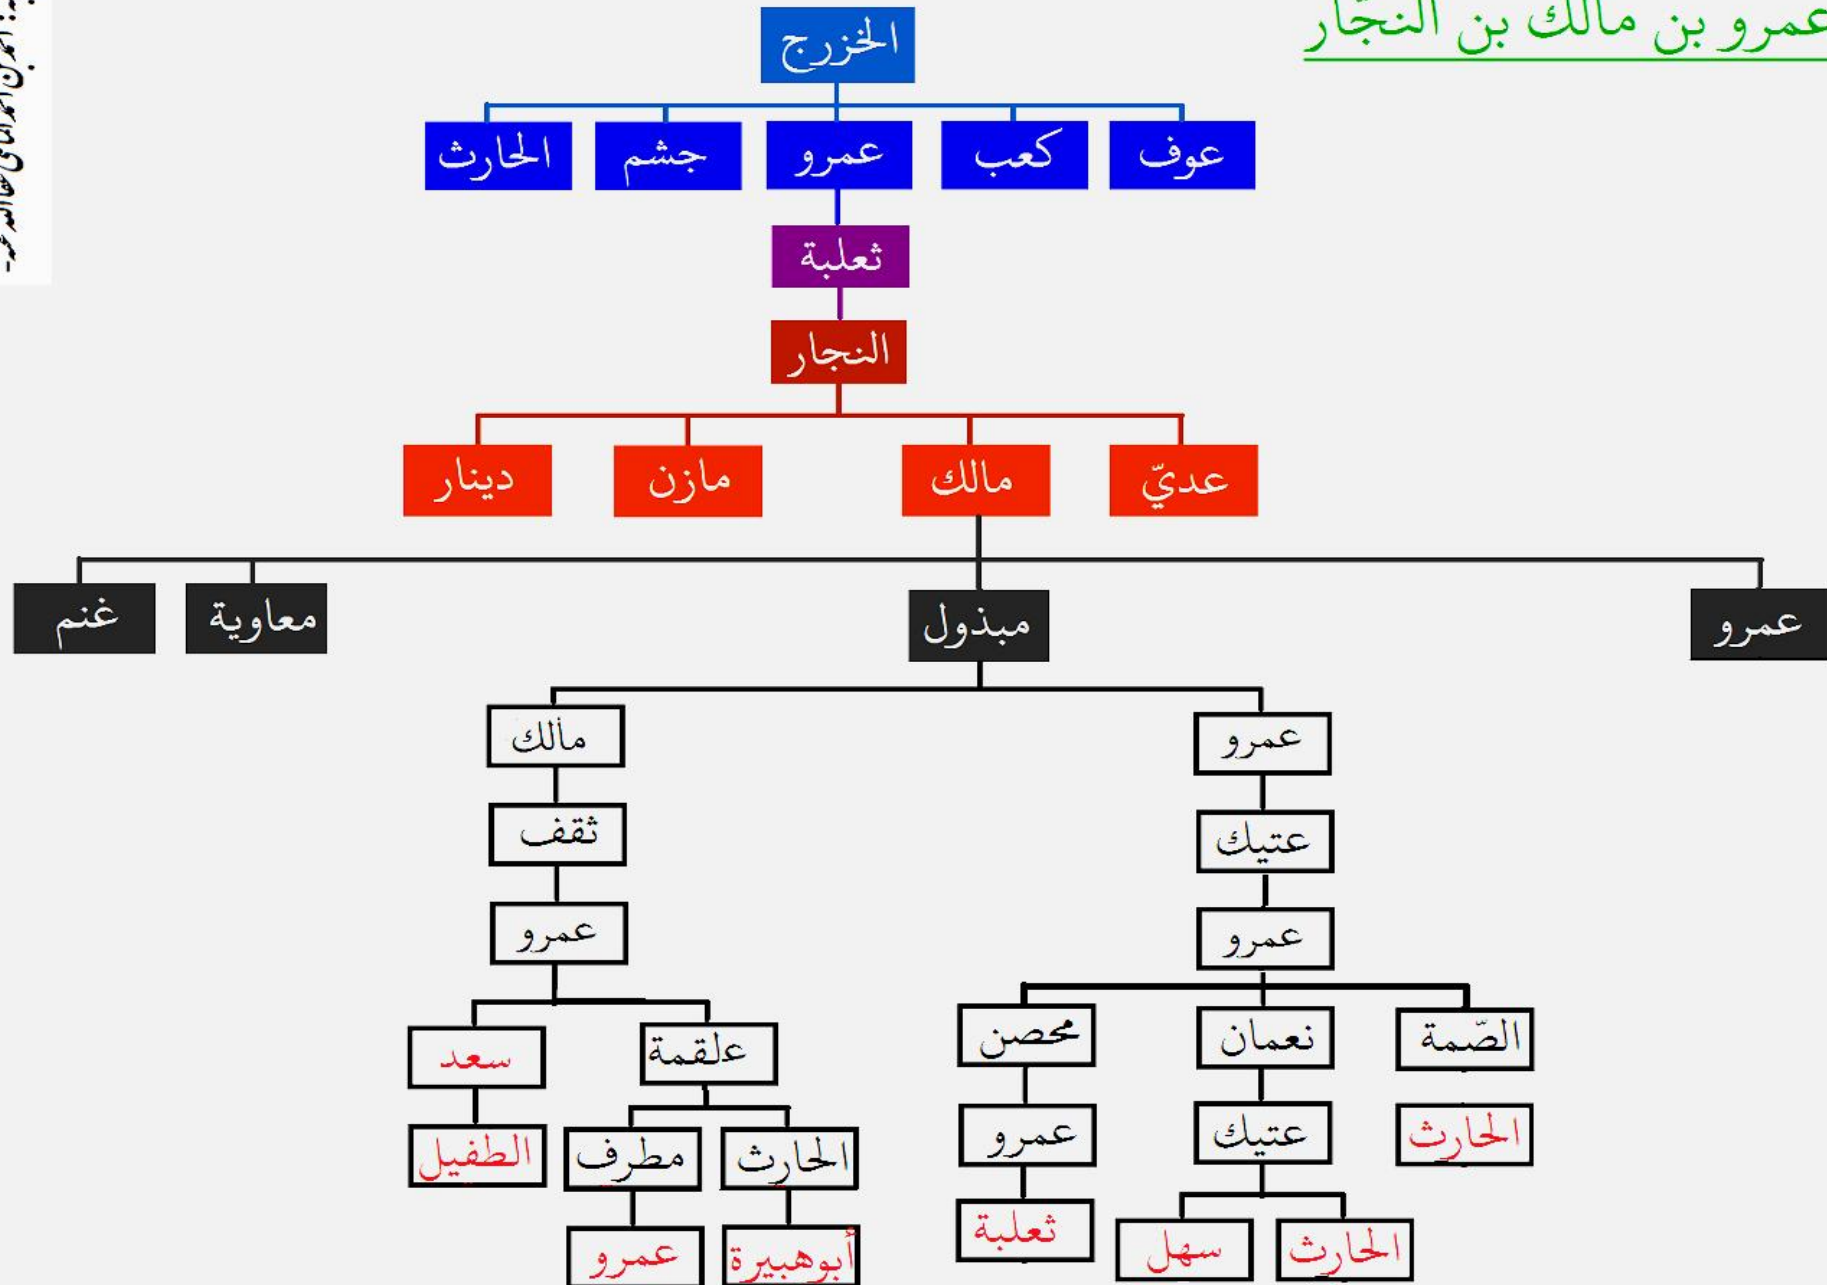 عمرو بن مالك بن النجّار
الخزرج
عوف كعب عمرو جشم الحارث
ثعلبة
النجار
عديّ مالك مازن دينار
عمرو مبذول معاوية غنم
عمرو مالك
عتيك ثقف
عمرو عمرو
الصّمة نعمان محصن علقمة سعد
الحارث عتيك عمرو الحارث مطرف الطفيل
الحارث سهل ثعلبة أبوهبيرة عمرو